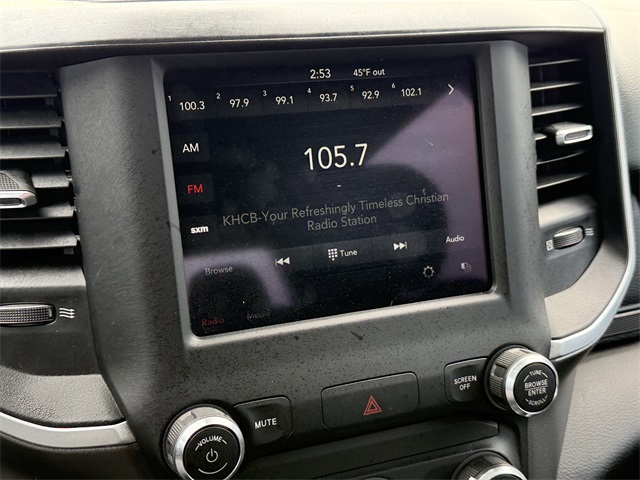 2:53 45°F out
1 100.3 2 97.9 3 99.1 4 93.7 5 92.9 6 102.1
AM
105.7
FM
-
KHCB-Your Refreshingly Timeless Christian
Radio Station
sxm
Browse Tune Audio
Radio Media
SCREEN
OFF
TUNE
BROWSE
ENTER
SCROLL
MUTE
VOLUME